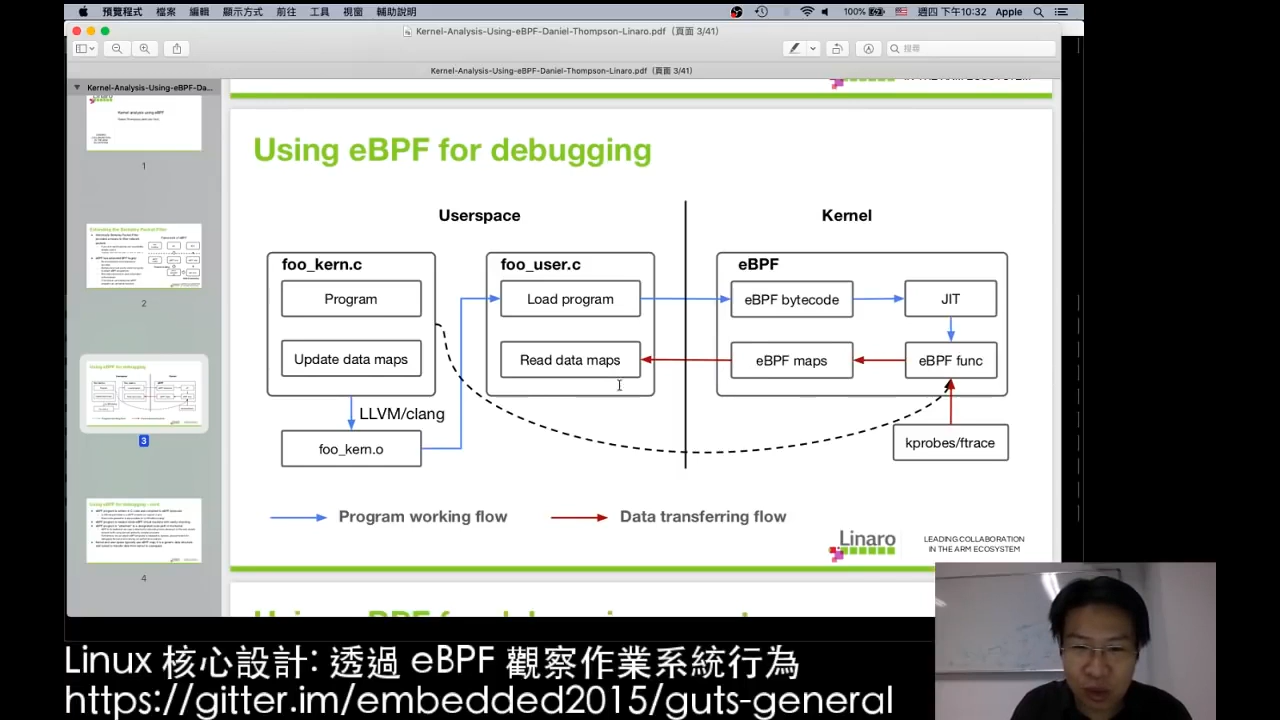 預覽程式 檔案 編輯 顯示方式 前往 工具 視窗 輔助說明 100% 週四下午10:32 Apple
Kernel-Analysis-Using-eBPF-Daniel-Thompson-Linaro.pdf (頁面 3/41)
搜尋
Kernel-Analysis-Using-eBPF-Daniel-Thompson-Linaro.pdf (頁面 3/41)
Kernel-Analysis-Using-eBPF-Da...
1
2
3
4
Using eBPF for debugging
Userspace
Kernel
foo_kern.c
foo_user.c
eBPF
Program
Load program
eBPF bytecode
JIT
Update data maps
Read data maps
eBPF maps
eBPF func
LLVM/clang
foo_kern.o
kprobes/ftrace
Program working flow
Data transferring flow
Linaro
LEADING COLLABORATION
IN THE ARM ECOSYSTEM
Linux 核心設計: 透過 eBPF 觀察作業系統行為
https://gitter.im/embedded2015/guts-general